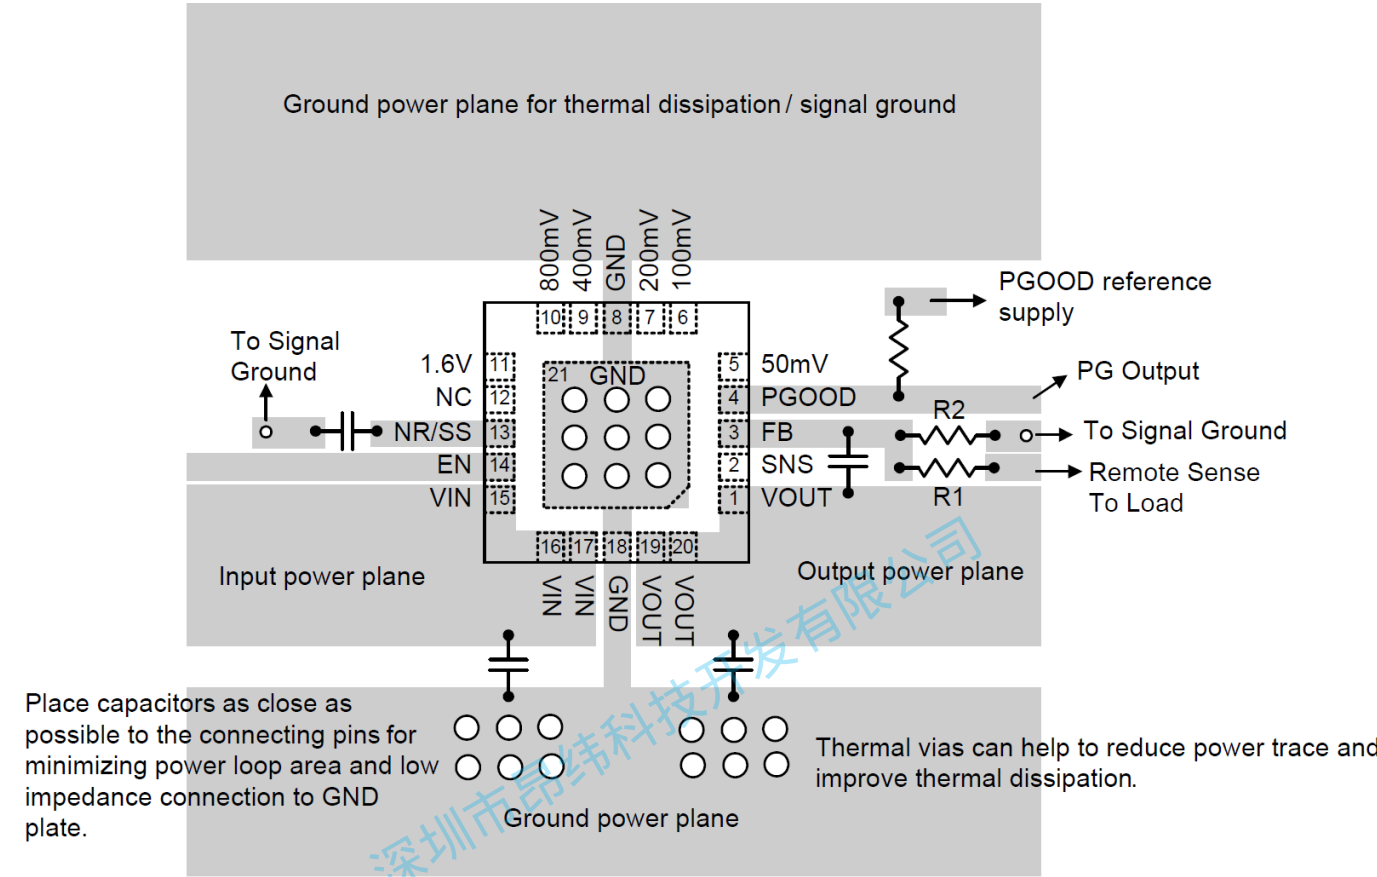 Ground power plane for thermal dissipation / signal ground
800mV
400mV
GND
200mV
100mV
PGOOD reference
supply
10 9 8 7 6
To Signal
Ground
1.6V 11
5 50mV
PG Output
21 GND
NC 12
4 PGOOD
R2
NR/SS 13
3 FB
To Signal Ground
EN 14
2 SNS
Remote Sense
To Load
VIN 15
1 VOUT
R1
16 17 18 19 20
Input power plane
VIN
VIN
GND
VOUT
VOUT
Output power plane
Place capacitors as close as
possible to the connecting pins for
minimizing power loop area and low
impedance connection to GND
plate.
Thermal vias can help to reduce power trace and
improve thermal dissipation.
Ground power plane
深圳市昂纬科技开发有限公司